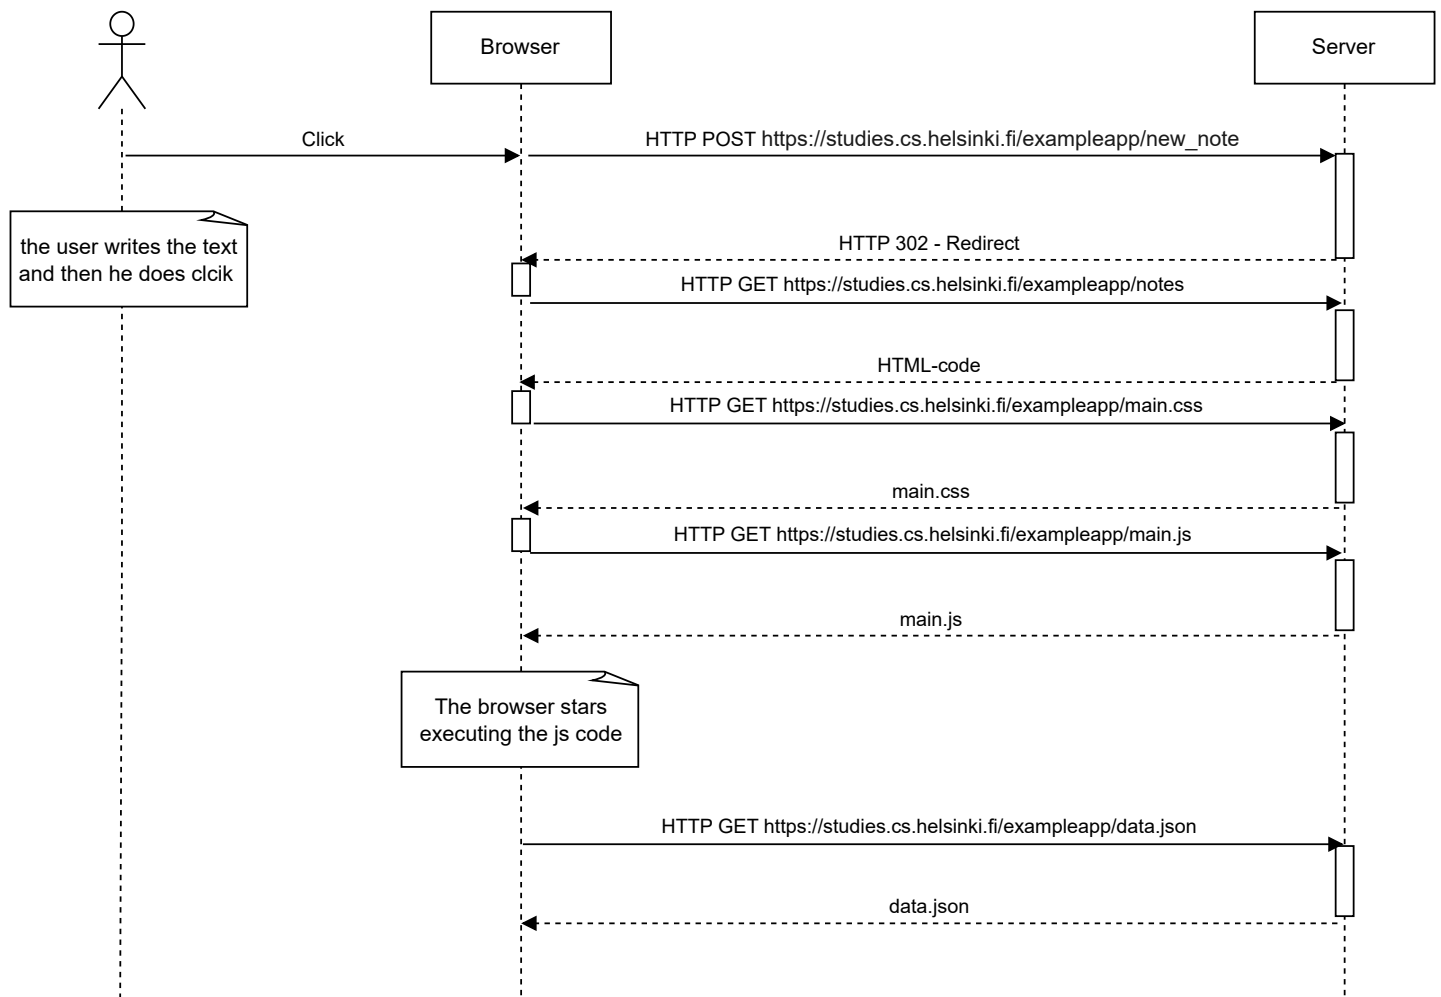 Browser
Server
Click
HTTP POST https://studies.cs.helsinki.fi/exampleapp/new_note
the user writes the text
and then he does clcik
HTTP 302 - Redirect
HTTP GET https://studies.cs.helsinki.fi/exampleapp/notes
HTML-code
HTTP GET https://studies.cs.helsinki.fi/exampleapp/main.css
main.css
HTTP GET https://studies.cs.helsinki.fi/exampleapp/main.js
main.js
The browser stars
executing the js code
HTTP GET https://studies.cs.helsinki.fi/exampleapp/data.json
data.json